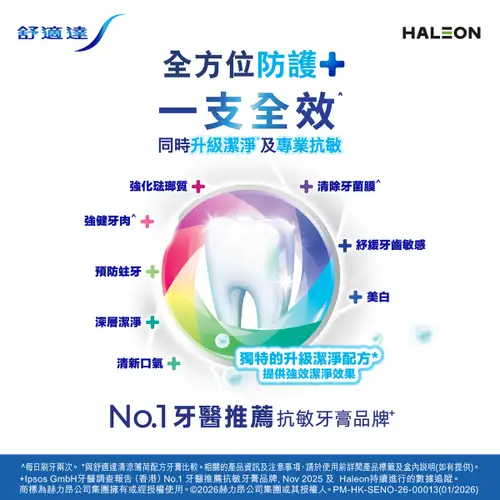 舒適達
HALEON
全方位防護+
一支全效^
同時升級潔淨*及專業抗敏
強化琺瑯質
清除牙菌膜^
強健牙肉^
紓緩牙齒敏感
預防蛀牙
美白
深層潔淨
清新口氣
獨特的升級潔淨配方*
提供強效潔淨效果
No.1 牙醫推薦抗敏牙膏品牌+
^每日刷牙兩次。*與舒適達清涼薄荷配方牙膏比較。相關的產品資訊及注意事項，請於使用前詳閱產品標籤及盒內說明(如有提供)。
+Ipsos GmbH牙醫調查報告 (香港) No.1 牙醫推薦抗敏牙膏品牌, Nov 2025 及 Haleon持續進行的數據追蹤。
商標為赫力昂公司集團擁有或經授權使用。©2026赫力昂公司集團或其授權人。PM-HK-SENO-26-00013(01/2026)